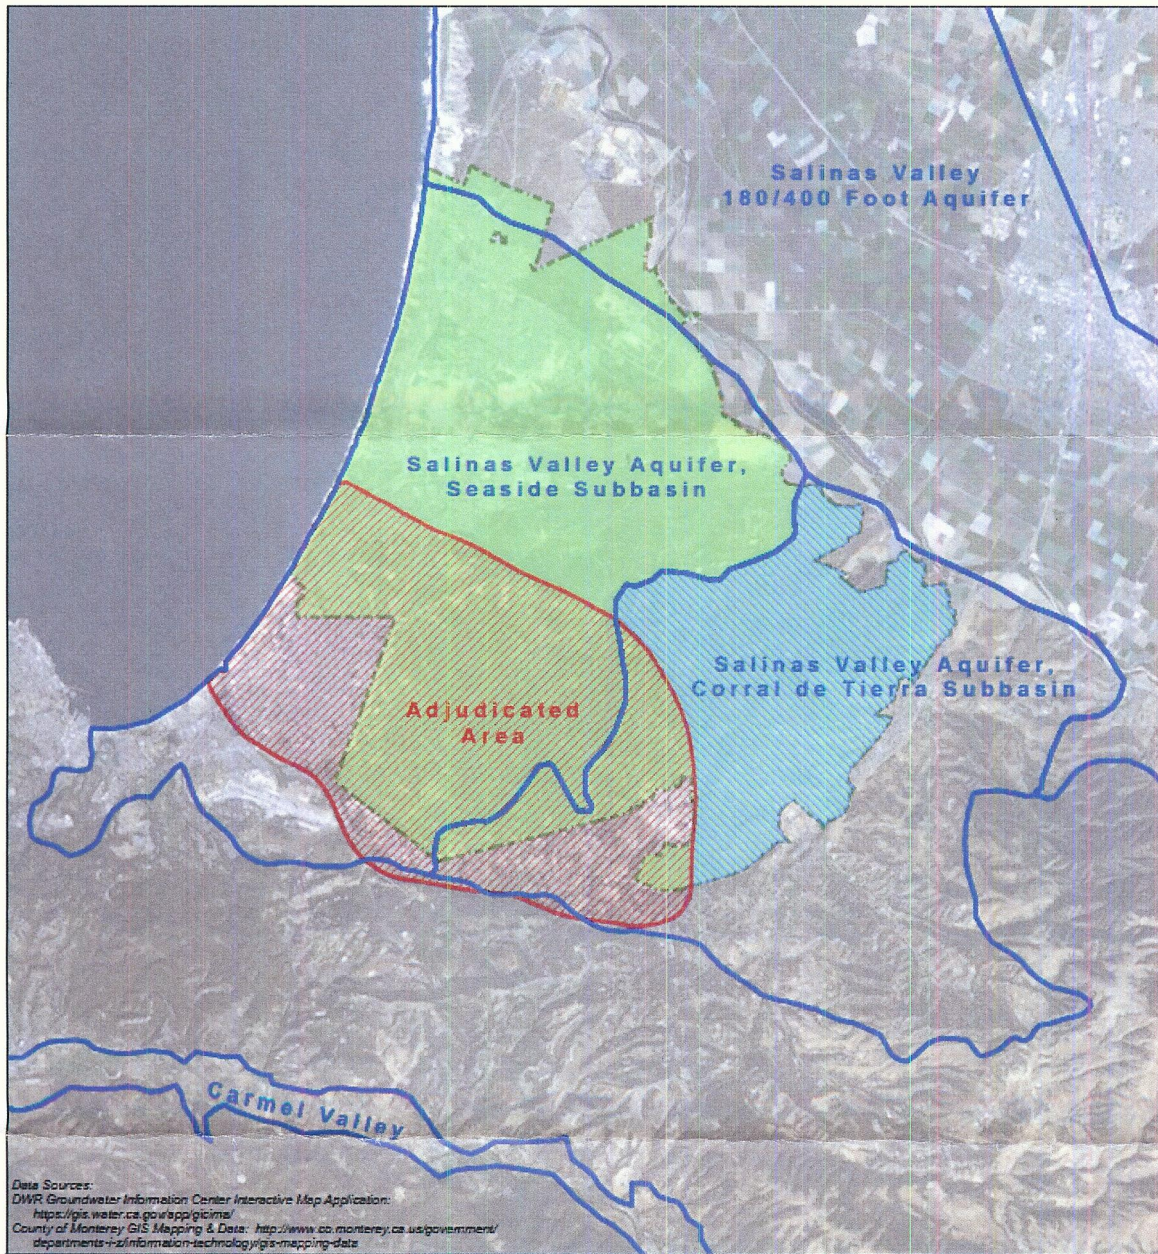 Salinas Valley
180/400 Foot Aquifer
Salinas Valley Aquifer,
Seaside Subbasin
Salinas Valley Aquifer,
Corral de Tierra Subbasin
Adjudicated
Area
Carmel Valley
Data Sources:
DWR Groundwater Information Center Interactive Map Application:
https://gis.water.ca.gov/app/gicima/
County of Monterey GIS Mapping & Data: http://www.co.monterey.ca.us/government/
departments-i-z/information-technology/gis-mapping-data